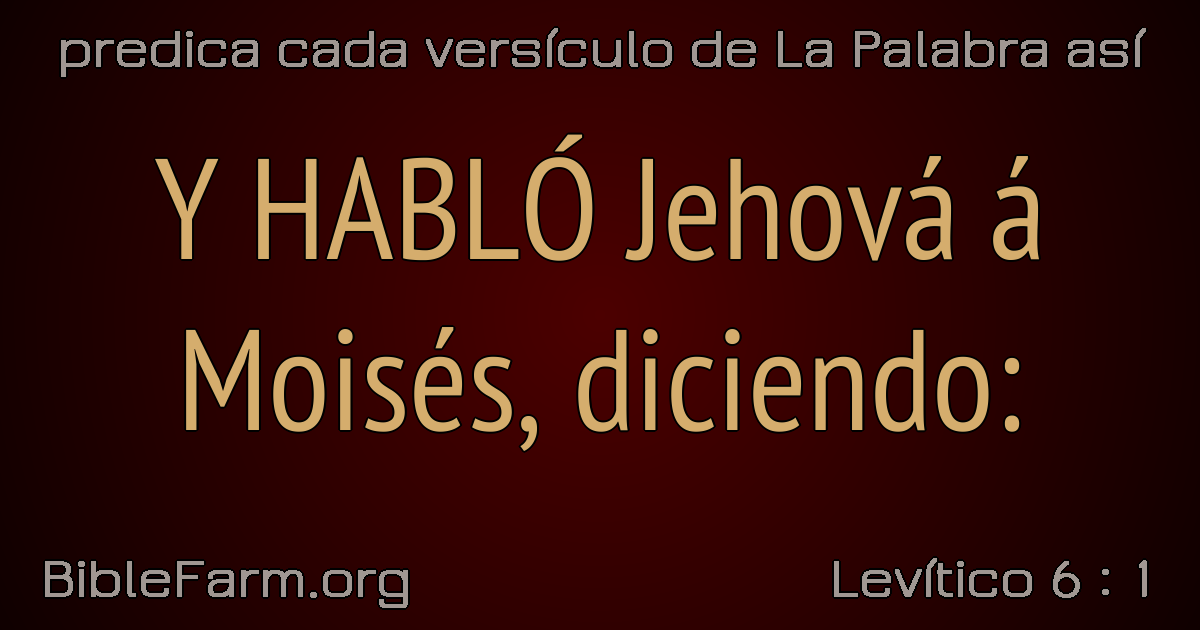 predica cada versículo de La Palabra así
Y HABLÓ Jehová á
Moisés, diciendo:
BibleFarm.org
Levítico 6 : 1